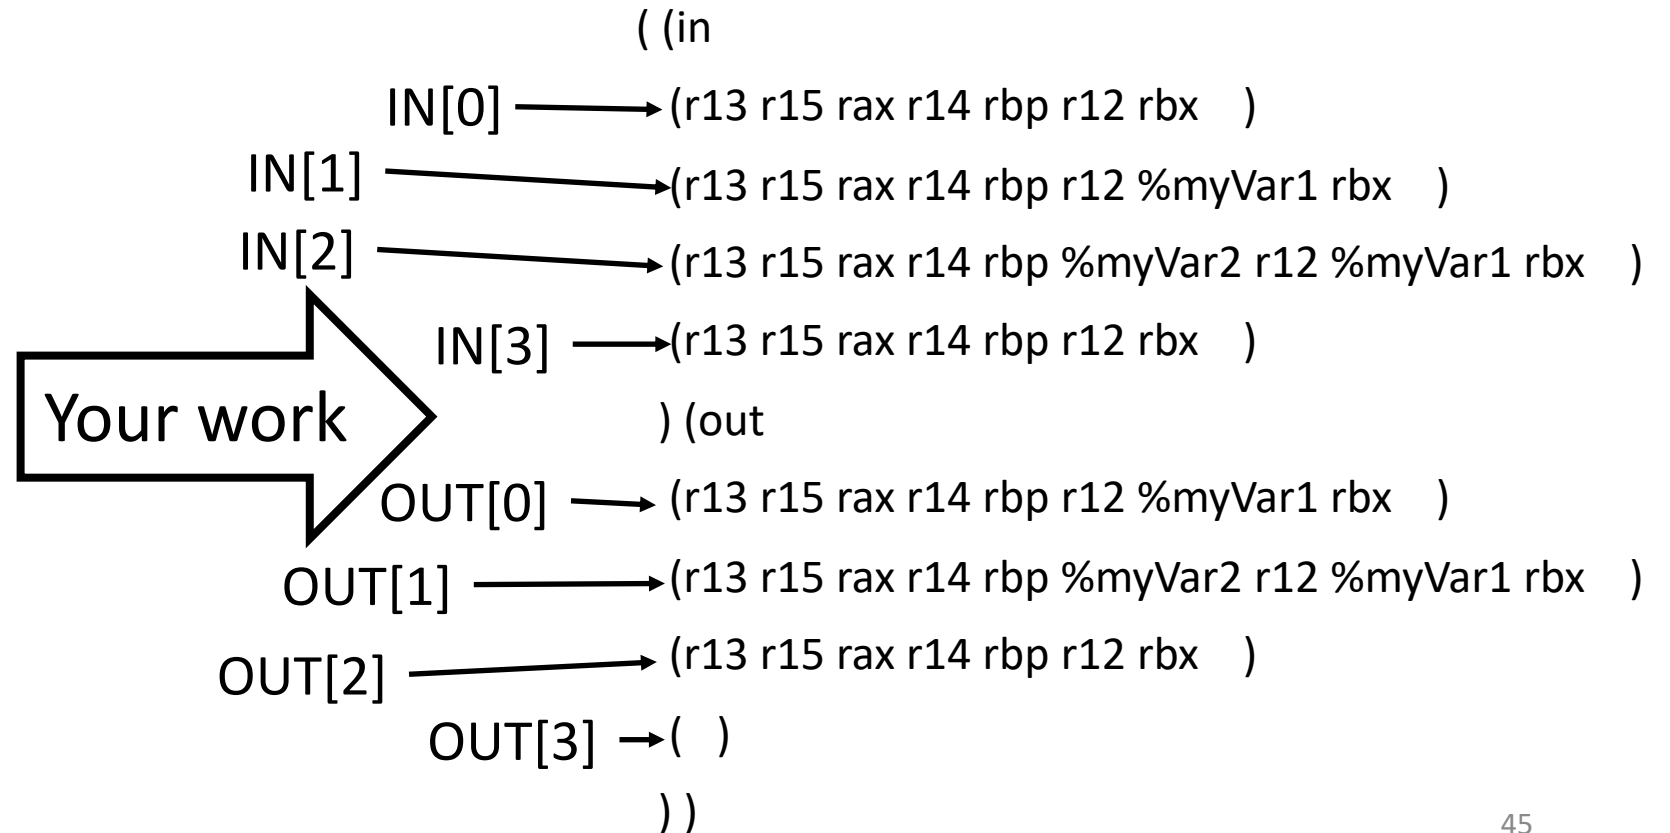 ( (in
IN[0] (r13 r15 rax r14 rbp r12 rbx )
IN[1] (r13 r15 rax r14 rbp r12 %myVar1 rbx )
IN[2] (r13 r15 rax r14 rbp %myVar2 r12 %myVar1 rbx )
IN[3] (r13 r15 rax r14 rbp r12 rbx )
Your work ) (out
OUT[0] (r13 r15 rax r14 rbp r12 %myVar1 rbx )
OUT[1] (r13 r15 rax r14 rbp %myVar2 r12 %myVar1 rbx )
OUT[2] (r13 r15 rax r14 rbp r12 rbx )
OUT[3] ( )
) )
45